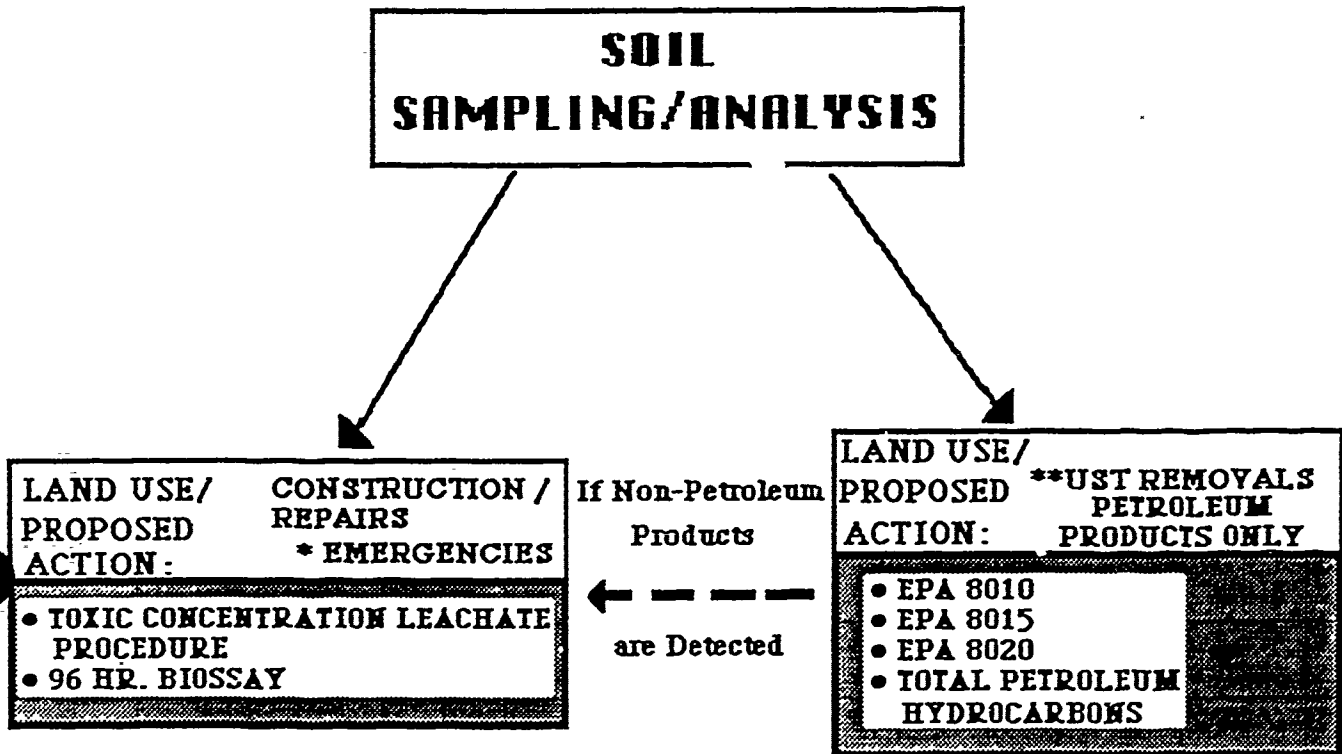 SOIL
SAMPLING/ANALYSIS
LAND USE/
PROPOSED
ACTION:
CONSTRUCTION /
REPAIRS
* EMERGENCIES
• TOXIC CONCENTRATION LEACHATE
PROCEDURE
• 96 HR. BIOSSAY
If Non-Petroleum
Products
are Detected
LAND USE/
PROPOSED
ACTION:
**UST REMOVALS
PETROLEUM
PRODUCTS ONLY
• EPA 8010
• EPA 8015
• EPA 8020
• TOTAL PETROLEUM
HYDROCARBONS